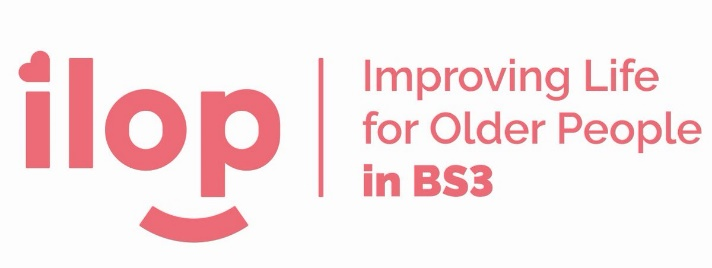 ilop
Improving Life
for Older People
in BS3